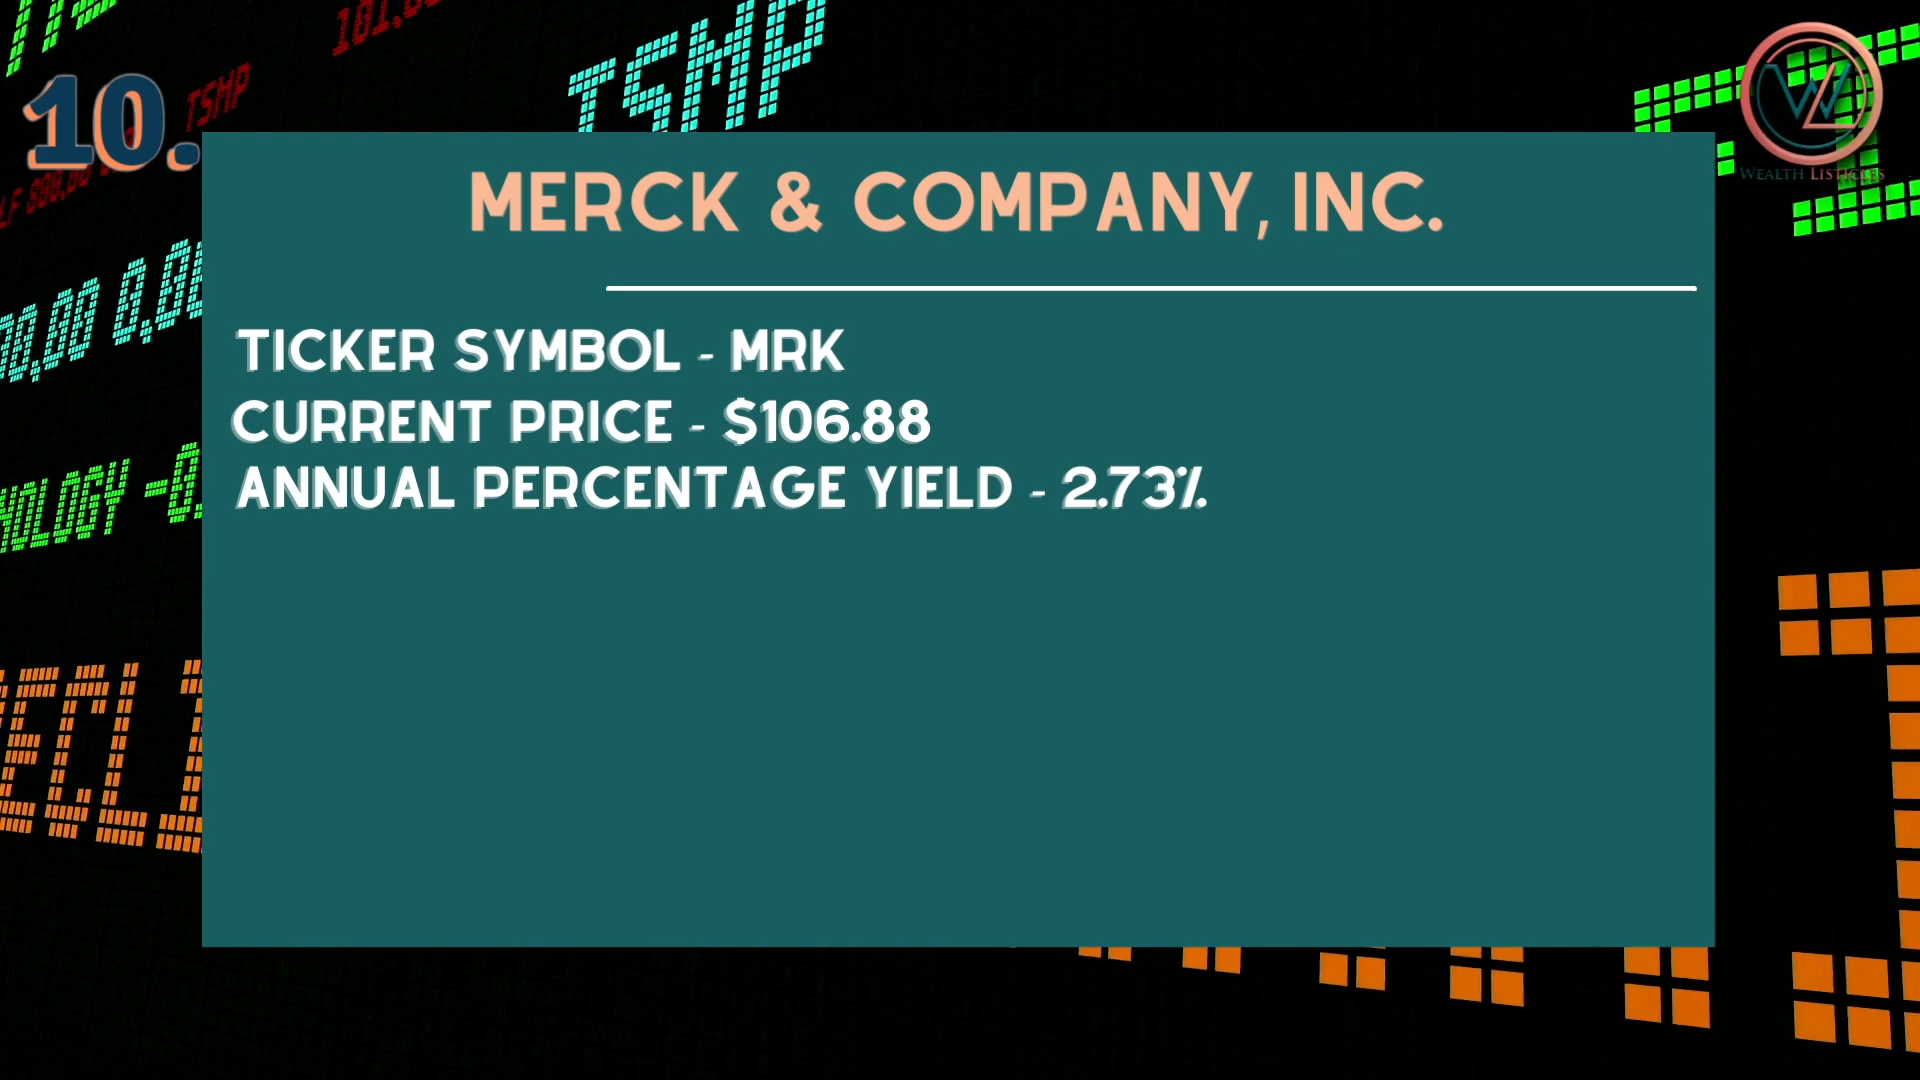 10.
TSMP
TSMP
WEALTH LISTICLES
MERCK & COMPANY, INC.
TICKER SYMBOL - MRK
CURRENT PRICE - $106.88
ANNUAL PERCENTAGE YIELD - 2.73%